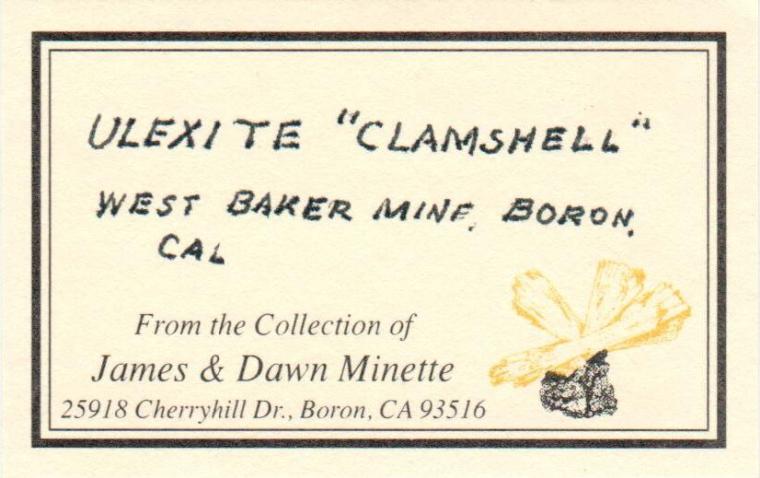 ULEXITE "CLAMSHELL"
WEST BAKER MINE, BORON,
CAL
From the Collection of
James & Dawn Minette
25918 Cherryhill Dr., Boron, CA 93516